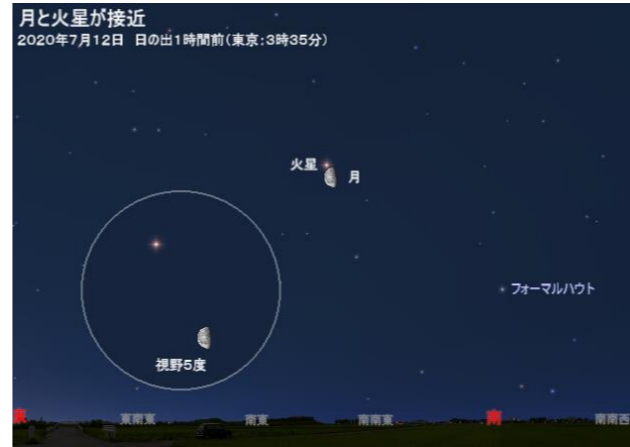 月と火星が接近
2020年7月12日 日の出1時間前(東京:3時35分)
火星
月
フォーマルハウト
視野5度
東
東南東
南東
南南東
南
南南西